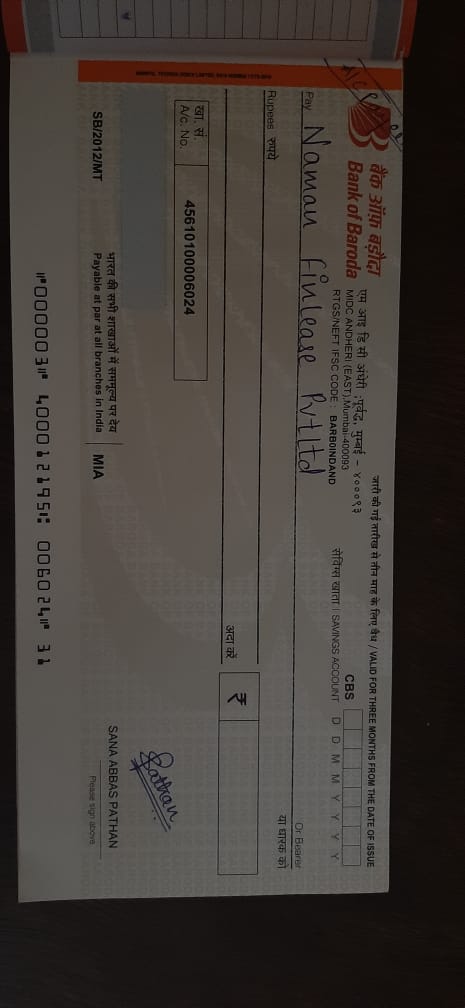 A/c Payee
बैंक ऑफ़ बड़ौदा
Bank of Baroda
एम आइ डि सी अंधेरी ,पूर्वद, मुम्बई - ४०००९३
MIDC ANDHERI (EAST),Mumbai-400093
RTGS/NEFT IFSC CODE : BARB0INDAND
जारी की गई तारीख से तीन माह के लिए वैध / VALID FOR THREE MONTHS FROM THE DATE OF ISSUE
CBS
सेविंग्स खाता / SAVINGS ACCOUNT D D M M Y Y Y Y
Pay Naman finlease Pvt ltd Or Bearer
या धारक को
Rupees रुपये
अदा करें ₹
खा. सं.
A/c. No. 45610100006024
SB/2012/MT
भारत की सभी शाखाओं में सममूल्य पर देय
Payable at par at all branches in India MIA
Pathan
SANA ABBAS PATHAN
Please sign above
⑈000003⑈ 400012195⑆ 006024⑈ 31